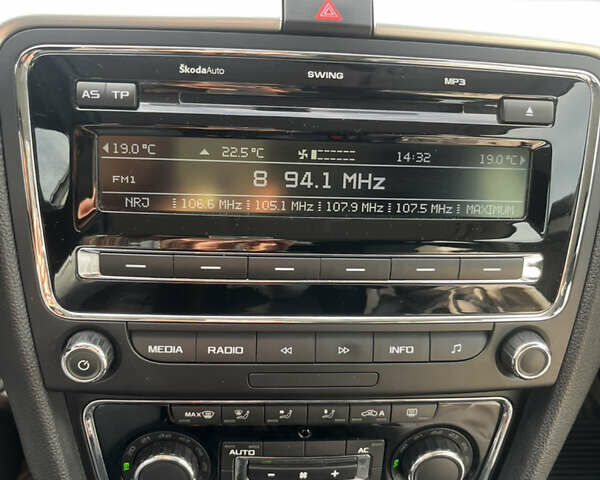 ŠkodaAuto SWING MP3
AS TP
19.0 °C 22.5 °C 14:32 19.0 °C
FM1 8 94.1 MHz
NRJ 106.6 MHz 105.1 MHz 107.9 MHz 107.5 MHz MAXIMUM
MEDIA RADIO INFO
MAX A
AUTO AC